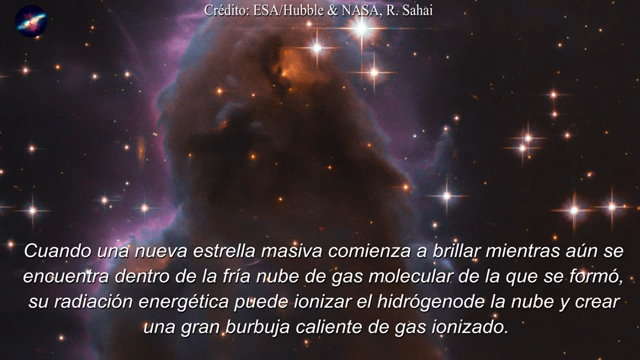 Crédito: ESA/Hubble & NASA, R. Sahai
Cuando una nueva estrella masiva comienza a brillar mientras aún se
encuentra dentro de la fría nube de gas molecular de la que se formó,
su radiación energética puede ionizar el hidrógenode la nube y crear
una gran burbuja caliente de gas ionizado.